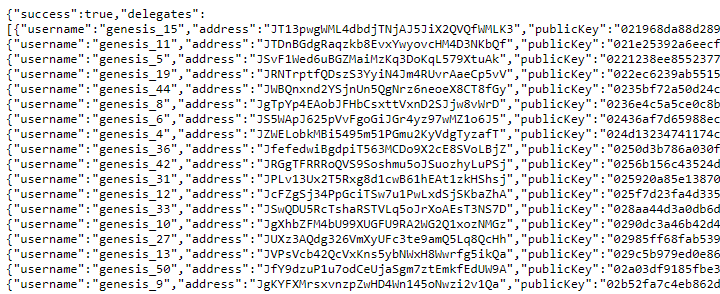 {"success":true,"delegates":
[{"username":"genesis_15","address":"JT13pwgWML4dbdjTNjAJ5JiX2QVQfWMLK3","publicKey":"021968da88d289
{"username":"genesis_11","address":"JTDnBGdgRaqzkb8EvxYwyovcHM4D3NKbQf","publicKey":"021e25392a6eecf
{"username":"genesis_5","address":"JSvF1Wed6uBGZMaiMzKq3DoKqL579XtuAk","publicKey":"0221238ee8552377
{"username":"genesis_19","address":"JRNTrptfQDszS3YyiN4Jm4RUvrAaeCp5vV","publicKey":"022ec6239ab5515
{"username":"genesis_44","address":"JWBQnxnd2YSjnUn5QgNrz6neoeX8CT8fGy","publicKey":"0235bf72a50d24c
{"username":"genesis_8","address":"JgTpYp4EAobJFHbCsxttVxnD2SJjw8vWrD","publicKey":"0236e4c5a5ce0c8b
{"username":"genesis_6","address":"JS5WApJ625pVvFgoGiJGr4yz97wMZ1o6J5","publicKey":"02436af7d65988ec
{"username":"genesis_4","address":"JZWELobkMBi5495m51PGmu2KyVdgTyzafT","publicKey":"024d13234741174c
{"username":"genesis_36","address":"JfefedwiBgdpiT563MCDo9X2cE8SVoLBjZ","publicKey":"0250d3b786a030f
{"username":"genesis_42","address":"JRGgTFRRRoQVS9Soshmu5oJSuozhyLuPSj","publicKey":"0256b156c43524d
{"username":"genesis_31","address":"JPLv13Ux2T5Rxg8d1cwB61hEAt1zkHShsj","publicKey":"025920a85e13870
{"username":"genesis_12","address":"JcFZgSj34PpGciTSw7u1PwLxdSjSKbaZhA","publicKey":"025f7d23fa4d335
{"username":"genesis_33","address":"JSwQDU5RcTshaRSTVLq5oJrXoAEsT3NS7D","publicKey":"028aa44d3a0db6d
{"username":"genesis_10","address":"JgXhbZFM4bU99XUGFU9RA2WG2Q1xozNMGz","publicKey":"0290dc3a46b42d4
{"username":"genesis_27","address":"JUXz3AQdg326VmXyUFc3te9amQ5Lq8QcHh","publicKey":"02985ff68fab539
{"username":"genesis_13","address":"JVPsVcb42QcVxKns5ybNWxH8Wwrfg5ikQa","publicKey":"029c5b979ed0e86
{"username":"genesis_50","address":"JfY9dzuP1u7odCeUjaSgm7ztEmkfEdUW9A","publicKey":"02a03df9185fbe3
{"username":"genesis_9","address":"JgKYFXMrsxvnzpZwHD4Wn145oNwzi2v1Qa","publicKey":"02b52fa7c4eb862d